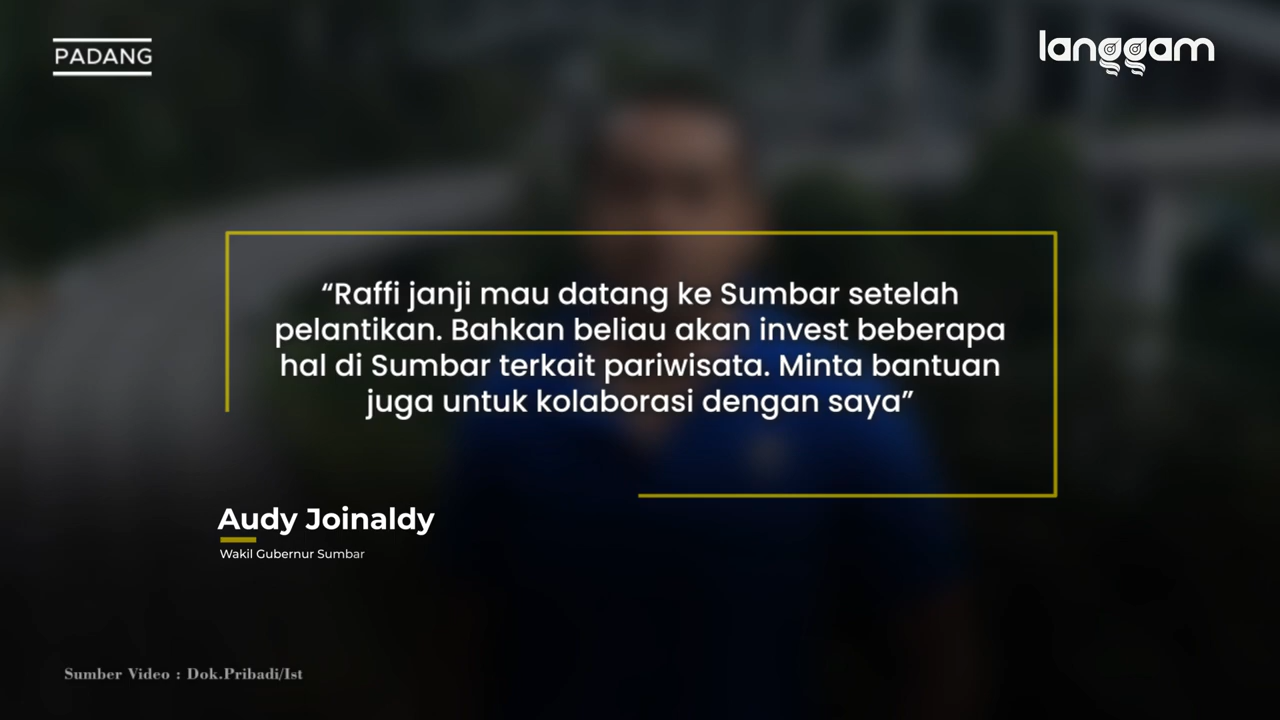 PADANG
langgam
“Raffi janji mau datang ke Sumbar setelah
pelantikan. Bahkan beliau akan invest beberapa
hal di Sumbar terkait pariwisata. Minta bantuan
juga untuk kolaborasi dengan saya”
Audy Joinaldy
Wakil Gubernur Sumbar
Sumber Video : Dok.Pribadi/Ist